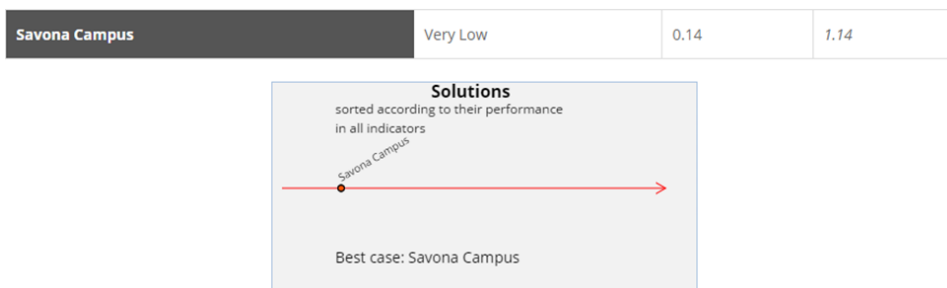 Savona Campus Very Low 0.14 1.14
Solutions
sorted according to their performance
in all indicators
Savona Campus
Best case: Savona Campus